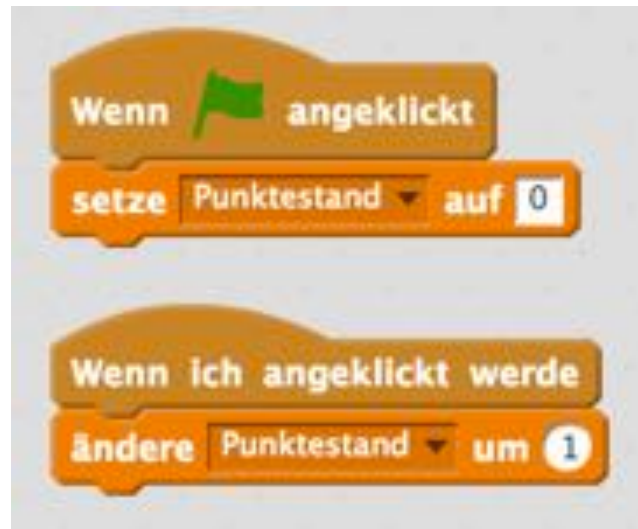 Wenn angeklickt
setze Punktestand auf 0
Wenn ich angeklickt werde
ändere Punktestand um 1